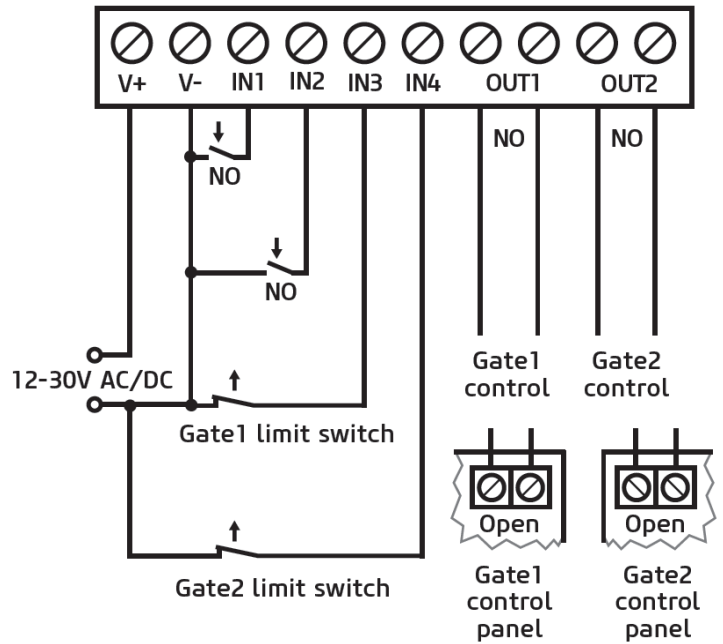 V+ V- IN1 IN2 IN3 IN4 OUT1 OUT2
NO NO
NO
NO
12-30V AC/DC
Gate1 limit switch
Gate2 limit switch
Gate1
control
Gate2
control
Open
Gate1
control
panel
Open
Gate2
control
panel